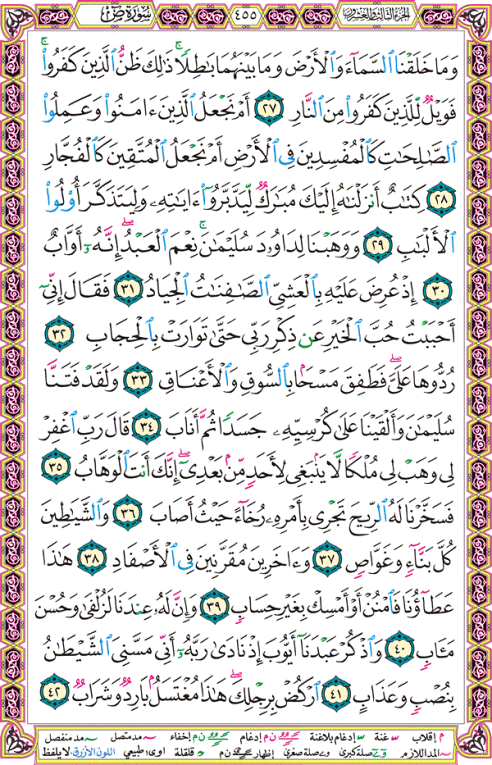 الجزء الثالث والعشرون ٤٥٥ سُورَةُ صٓ
وَمَا خَلَقْنَا ٱلسَّمَآءَ وَٱلْأَرْضَ وَمَا بَيْنَهُمَا بَٰطِلًا ۚ ذَٰلِكَ ظَنُّ ٱلَّذِينَ كَفَرُوا۟ ۚ
فَوَيْلٌ لِّلَّذِينَ كَفَرُوا۟ مِنَ ٱلنَّارِ ٢٧ أَمْ نَجْعَلُ ٱلَّذِينَ ءَامَنُوا۟ وَعَمِلُوا۟
ٱلصَّٰلِحَٰتِ كَٱلْمُفْسِدِينَ فِى ٱلْأَرْضِ أَمْ نَجْعَلُ ٱلْمُتَّقِينَ كَٱلْفُجَّارِ
٢٨ كِتَٰبٌ أَنزَلْنَٰهُ إِلَيْكَ مُبَٰرَكٌ لِّيَدَّبَّرُوٓا۟ ءَايَٰتِهِۦ وَلِيَتَذَكَّرَ أُو۟لُوا۟
ٱلْأَلْبَٰبِ ٢٩ وَوَهَبْنَا لِدَاوُۥدَ سُلَيْمَٰنَ ۚ نِعْمَ ٱلْعَبْدُ ۖ إِنَّهُۥٓ أَوَّابٌ
٣٠ إِذْ عُرِضَ عَلَيْهِ بِٱلْعَشِىِّ ٱلصَّٰفِنَٰتُ ٱلْجِيَادُ ٣١ فَقَالَ إِنِّىٓ
أَحْبَبْتُ حُبَّ ٱلْخَيْرِ عَن ذِكْرِ رَبِّى حَتَّىٰ تَوَارَتْ بِٱلْحِجَابِ ٣٢
رُدُّوهَا عَلَىَّ ۖ فَطَفِقَ مَسْحًۢا بِٱلسُّوقِ وَٱلْأَعْنَاقِ ٣٣ وَلَقَدْ فَتَنَّا
سُلَيْمَٰنَ وَأَلْقَيْنَا عَلَىٰ كُرْسِيِّهِۦ جَسَدًا ثُمَّ أَنَابَ ٣٤ قَالَ رَبِّ ٱغْفِرْ
لِى وَهَبْ لِى مُلْكًا لَّا يَنۢبَغِى لِأَحَدٍ مِّنۢ بَعْدِىٓ ۖ إِنَّكَ أَنتَ ٱلْوَهَّابُ ٣٥
فَسَخَّرْنَا لَهُ ٱلرِّيحَ تَجْرِى بِأَمْرِهِۦ رُخَآءً حَيْثُ أَصَابَ ٣٦ وَٱلشَّيَٰطِينَ
كُلَّ بَنَّآءٍ وَغَوَّاصٍ ٣٧ وَءَاخَرِينَ مُقَرَّنِينَ فِى ٱلْأَصْفَادِ ٣٨ هَٰذَا
عَطَآؤُنَا فَٱمْنُنْ أَوْ أَمْسِكْ بِغَيْرِ حِسَابٍ ٣٩ وَإِنَّ لَهُۥ عِندَنَا لَزُلْفَىٰ وَحُسْنَ
مَـَٔابٍ ٤٠ وَٱذْكُرْ عَبْدَنَآ أَيُّوبَ إِذْ نَادَىٰ رَبَّهُۥٓ أَنِّى مَسَّنِىَ ٱلشَّيْطَٰنُ
بِنُصْبٍ وَعَذَابٍ ٤١ ٱرْكُضْ بِرِجْلِكَ ۖ هَٰذَا مُغْتَسَلٌۢ بَارِدٌ وَشَرَابٌ ٤٢
م إقلاب س غنة س إدغام بلاغنة ن م إدغام ن م إخفاء مد متصل مد منفصل
المد اللازم صلة كبرى صلة صغرى إظهار ن م قلقلة اوى طبيعي اللون الأزرق لا يلفظ